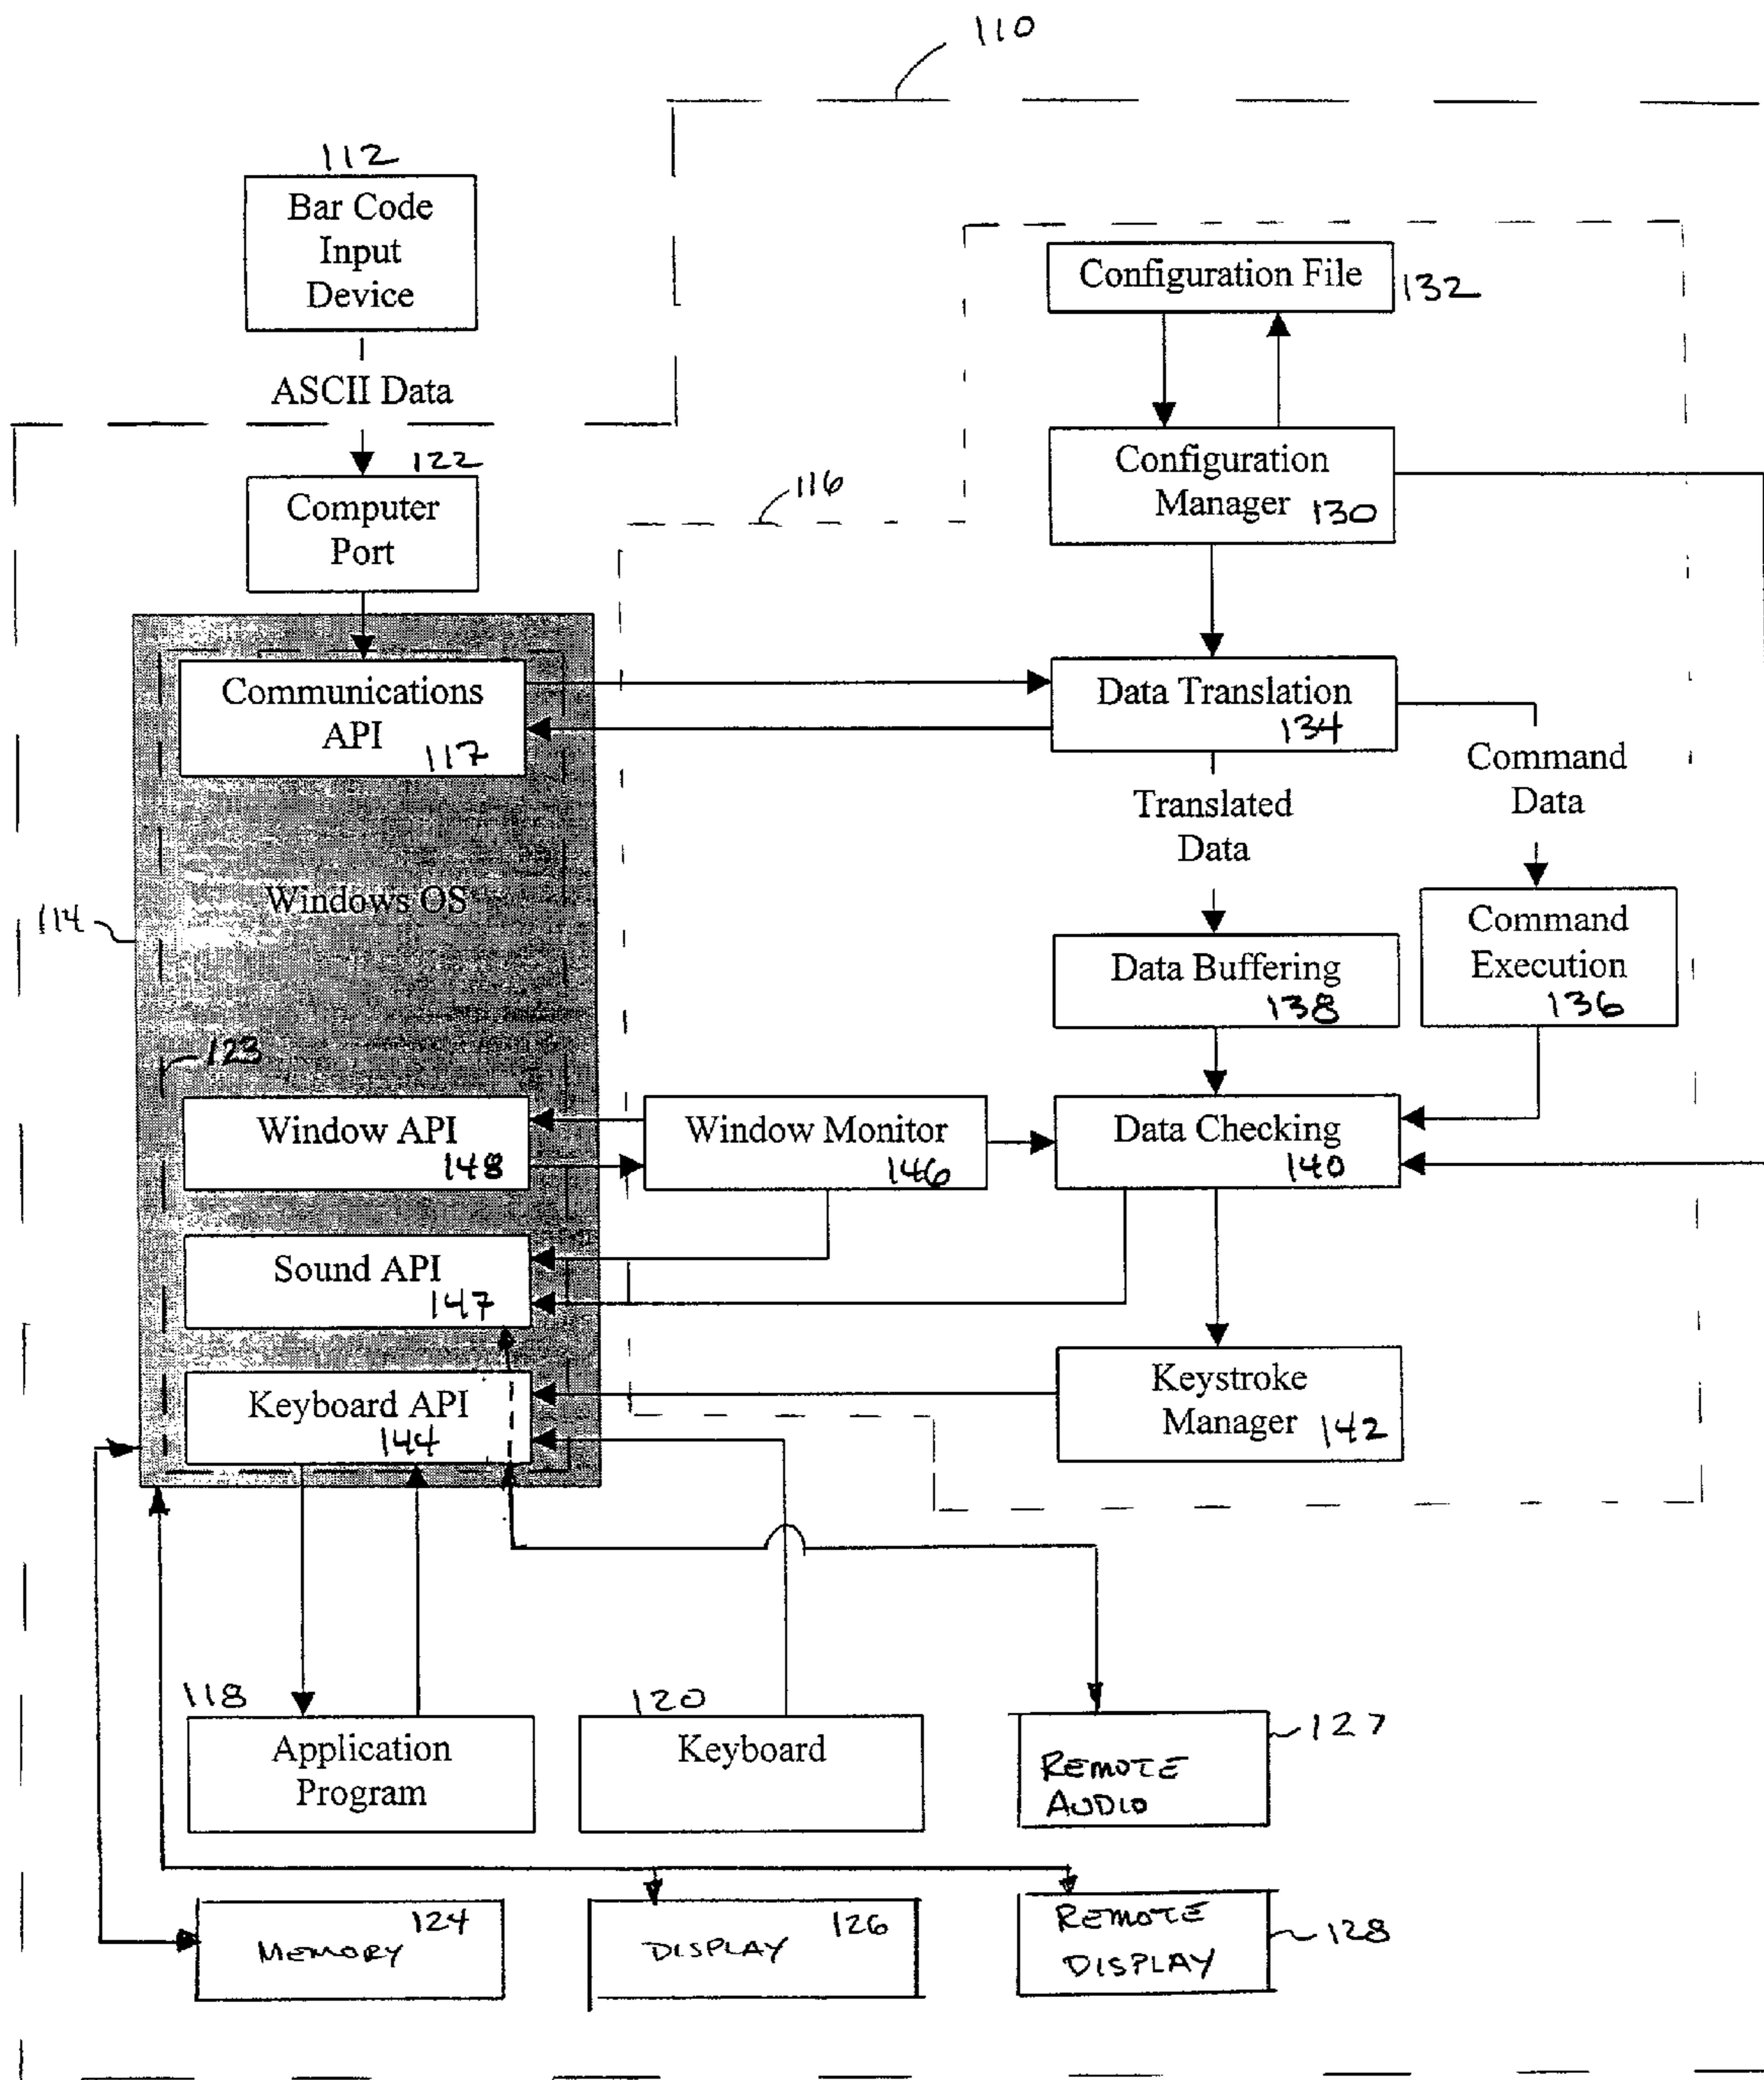 110
112
Bar Code
Input
Device
ASCII Data
Configuration File
132
122
Computer
Port
116
Configuration
Manager 130
Communications
API
117
Data Translation
134
Translated
Data
Command
Data
Windows OS
114
Data Buffering
138
Command
Execution
136
123
Window API
148
Window Monitor
146
Data Checking
140
Sound API
147
Keyboard API
144
Keystroke
Manager 142
118
Application
Program
120
Keyboard
REMOTE
AUDIO
127
124
MEMORY
126
DISPLAY
REMOTE
DISPLAY
128